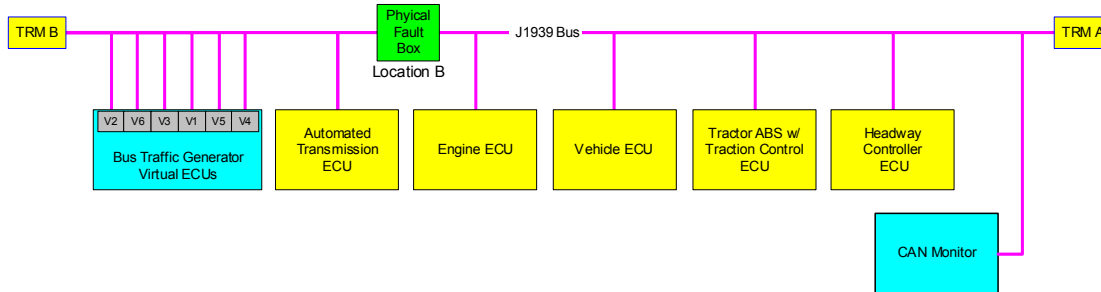 TRM B
Phyical
Fault
Box
Location B
J1939 Bus
TRM A
V2 V6 V3 V1 V5 V4
Bus Traffic Generator
Virtual ECUs
Automated
Transmission
ECU
Engine ECU
Vehicle ECU
Tractor ABS w/
Traction Control
ECU
Headway
Controller
ECU
CAN Monitor